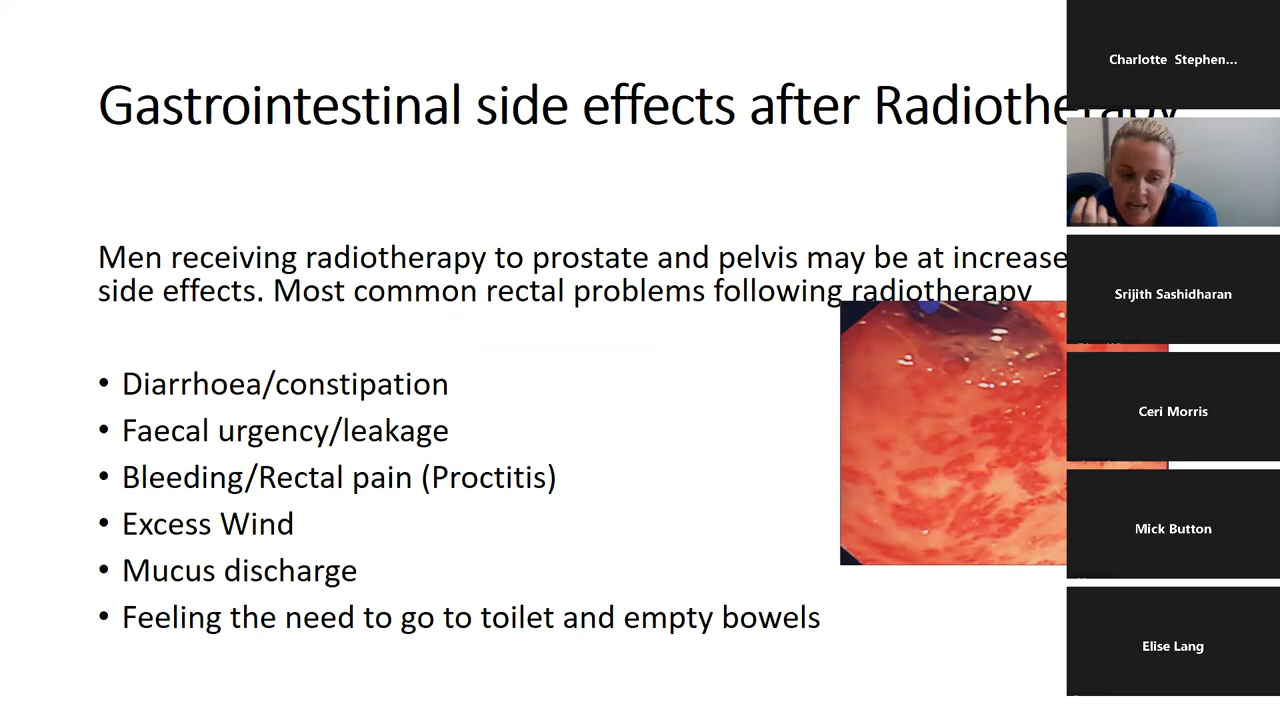 Gastrointestinal side effects after Radiotherapy
Men receiving radiotherapy to prostate and pelvis may be at increase
side effects. Most common rectal problems following radiotherapy
• Diarrhoea/constipation
• Faecal urgency/leakage
• Bleeding/Rectal pain (Proctitis)
• Excess Wind
• Mucus discharge
• Feeling the need to go to toilet and empty bowels
Charlotte Stephen...
Srijith Sashidharan
Ceri Morris
Mick Button
Elise Lang